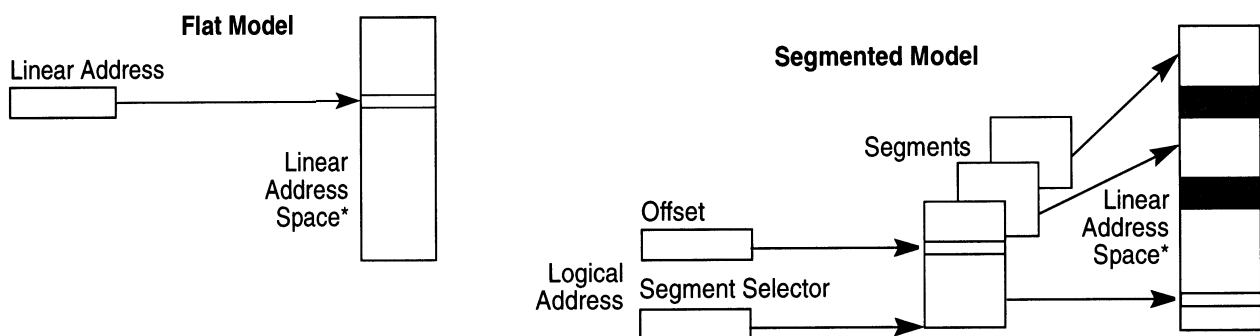 Flat Model
Linear Address
Linear
Address
Space*
Segmented Model
Segments
Offset
Logical
Address
Segment Selector
Linear
Address
Space*